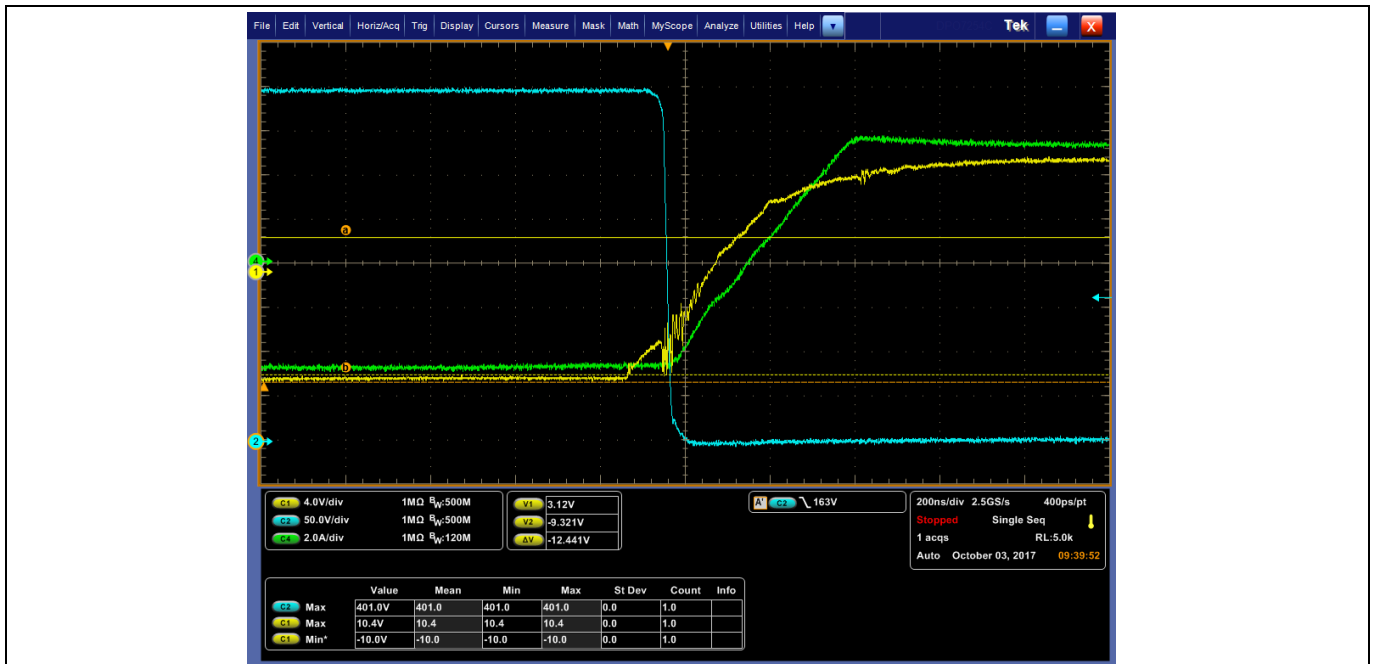 File Edit Vertical Horiz/Acq Trig Display Cursors Measure Mask Math MyScope Analyze Utilities Help Tek X
a
4
1
b
2
C1 4.0V/div 1MΩ BW:500M V1 3.12V A' C2 163V 200ns/div 2.5GS/s 400ps/pt
C2 50.0V/div 1MΩ BW:500M V2 -9.321V Stopped Single Seq
C4 2.0A/div 1MΩ BW:120M ΔV -12.441V 1 acqs RL:5.0k
Auto October 03, 2017 09:39:52
Value Mean Min Max St Dev Count Info
C2 Max 401.0V 401.0 401.0 401.0 0.0 1.0
C1 Max 10.4V 10.4 10.4 10.4 0.0 1.0
C1 Min* -10.0V -10.0 -10.0 -10.0 0.0 1.0